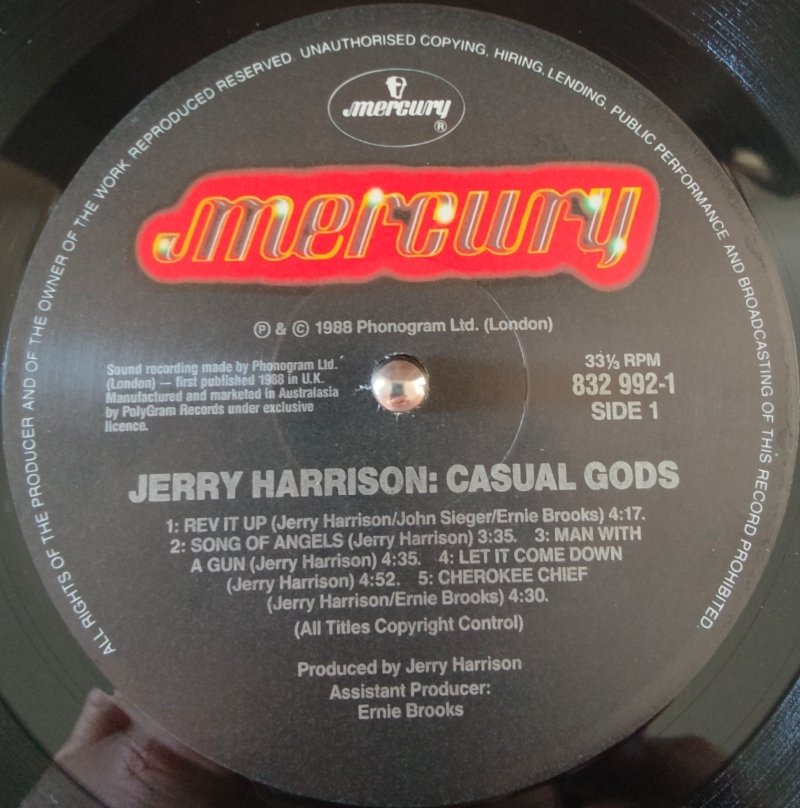 ALL RIGHTS OF THE PRODUCER AND OF THE OWNER OF THE WORK REPRODUCED RESERVED. UNAUTHORISED COPYING, HIRING, LENDING, PUBLIC PERFORMANCE AND BROADCASTING OF THIS RECORD PROHIBITED.
mercury
®
mercury
Ⓟ & © 1988 Phonogram Ltd. (London)
Sound recording made by Phonogram Ltd.
(London) — first published 1988 in U.K.
Manufactured and marketed in Australasia
by PolyGram Records under exclusive
licence.
33⅓ RPM
832 992-1
SIDE 1
JERRY HARRISON: CASUAL GODS
1: REV IT UP (Jerry Harrison/John Sieger/Ernie Brooks) 4:17.
2: SONG OF ANGELS (Jerry Harrison) 3:35. 3: MAN WITH
A GUN (Jerry Harrison) 4:35. 4: LET IT COME DOWN
(Jerry Harrison) 4:52. 5: CHEROKEE CHIEF
(Jerry Harrison/Ernie Brooks) 4:30.
(All Titles Copyright Control)
Produced by Jerry Harrison
Assistant Producer:
Ernie Brooks